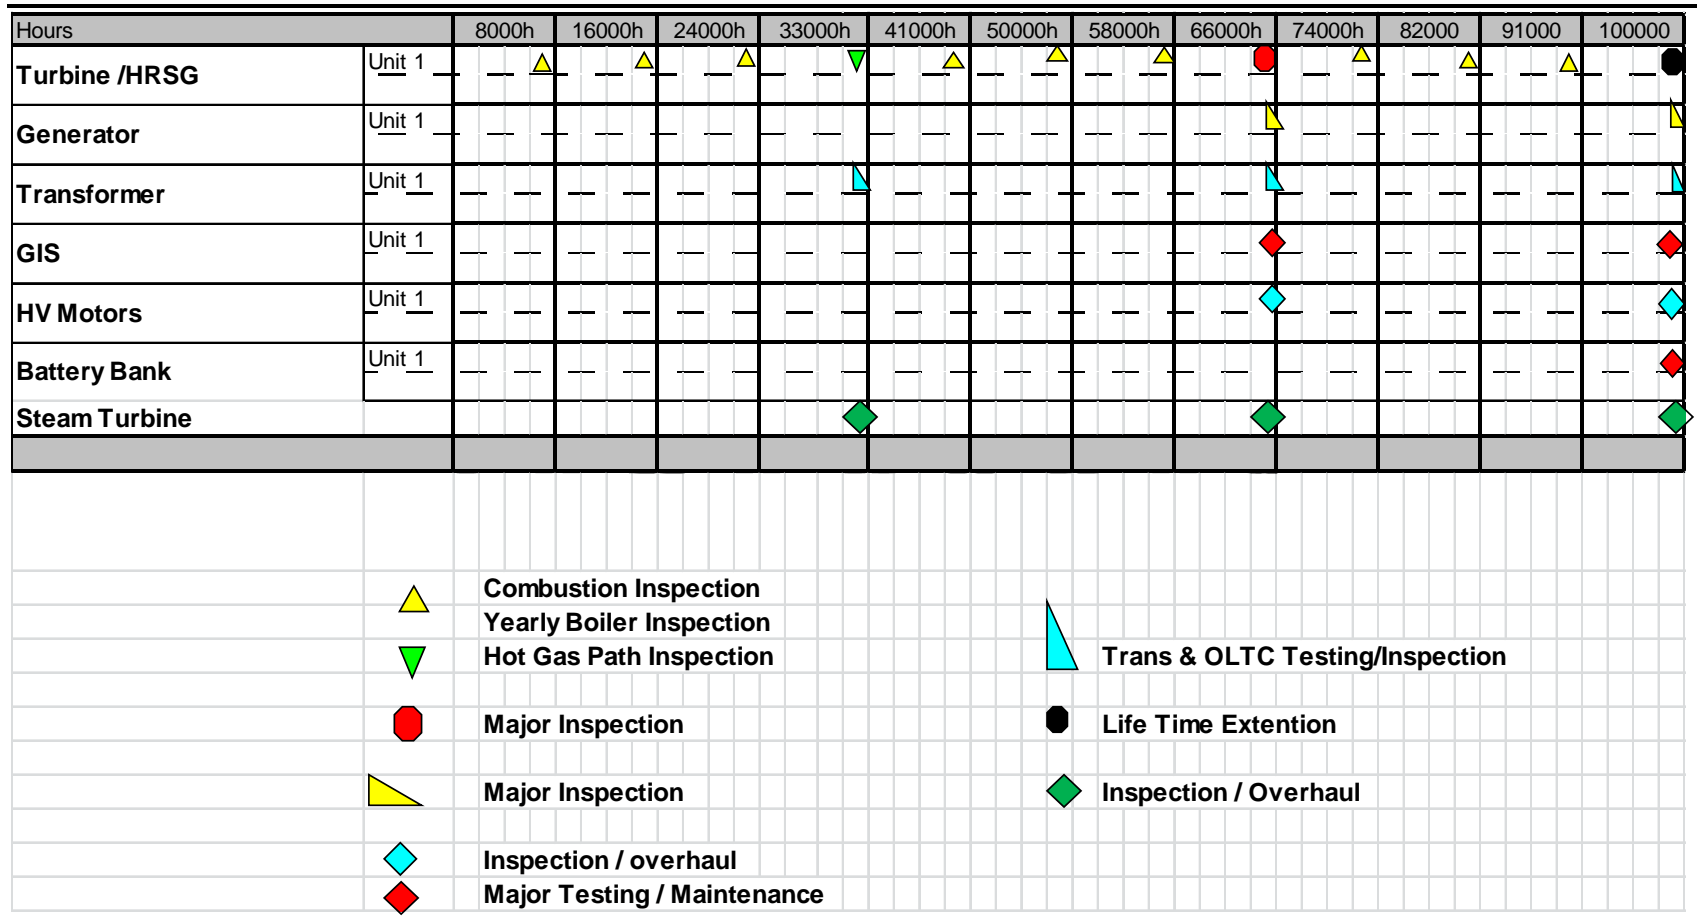 Hours 8000h 16000h 24000h 33000h 41000h 50000h 58000h 66000h 74000h 82000 91000 100000
Turbine /HRSG Unit 1
Generator Unit 1
Transformer Unit 1
GIS Unit 1
HV Motors Unit 1
Battery Bank Unit 1
Steam Turbine
Combustion Inspection
Yearly Boiler Inspection
Hot Gas Path Inspection Trans & OLTC Testing/Inspection
Major Inspection Life Time Extention
Major Inspection Inspection / Overhaul
Inspection / overhaul
Major Testing / Maintenance